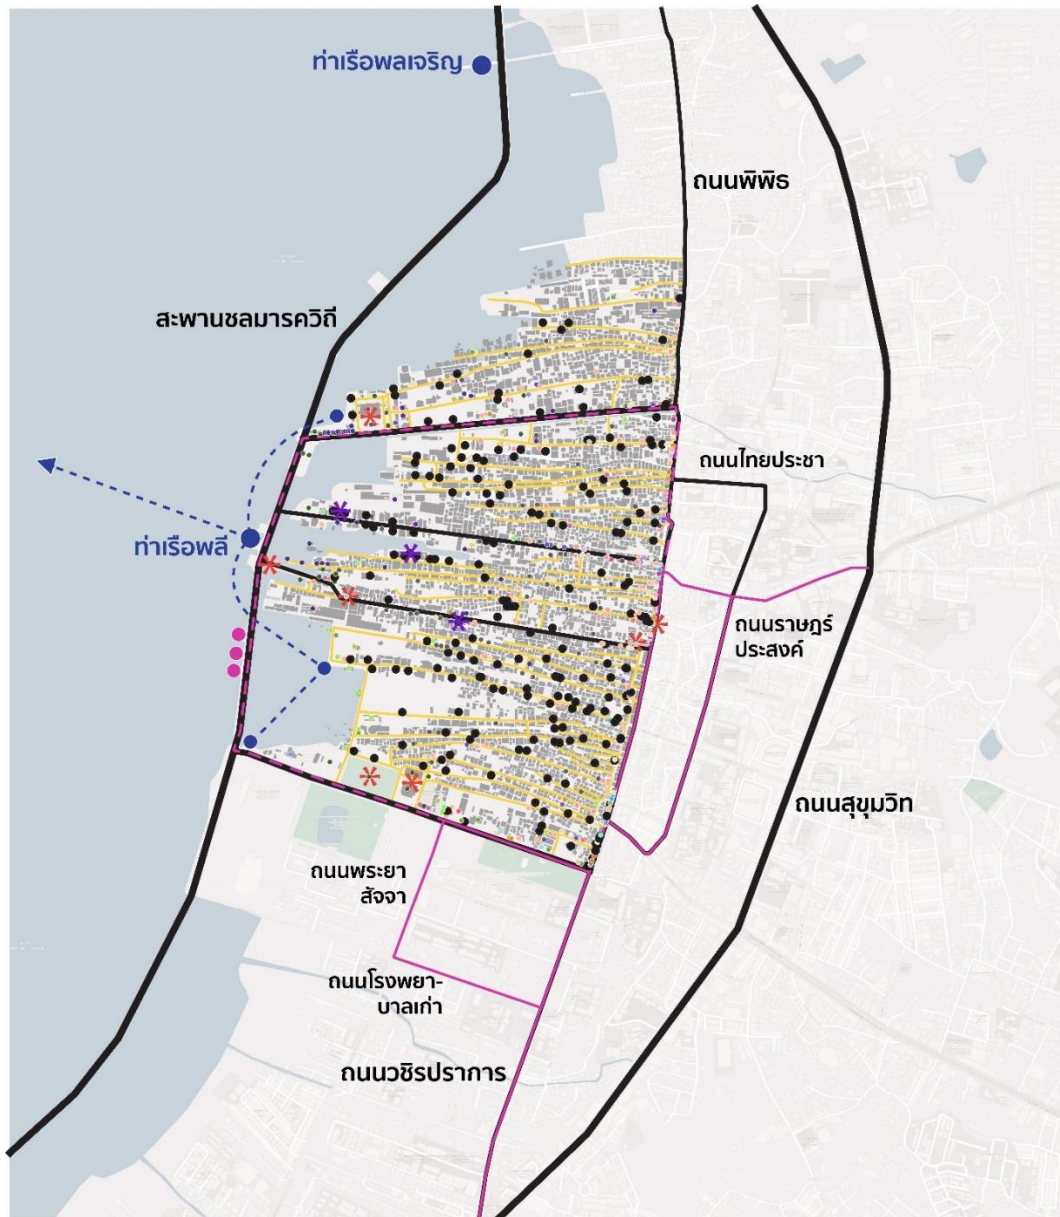 ท่าเรือพลเจริญ
ถนนพิพิธ
สะพานชลมารควิถี
ถนนไทยประชา
ท่าเรือพลี
ถนนราษฎร์
ประสงค์
ถนนสุขุมวิท
ถนนพระยา
สัจจา
ถนนโรงพยา-
บาลเก่า
ถนนวชิรปราการ